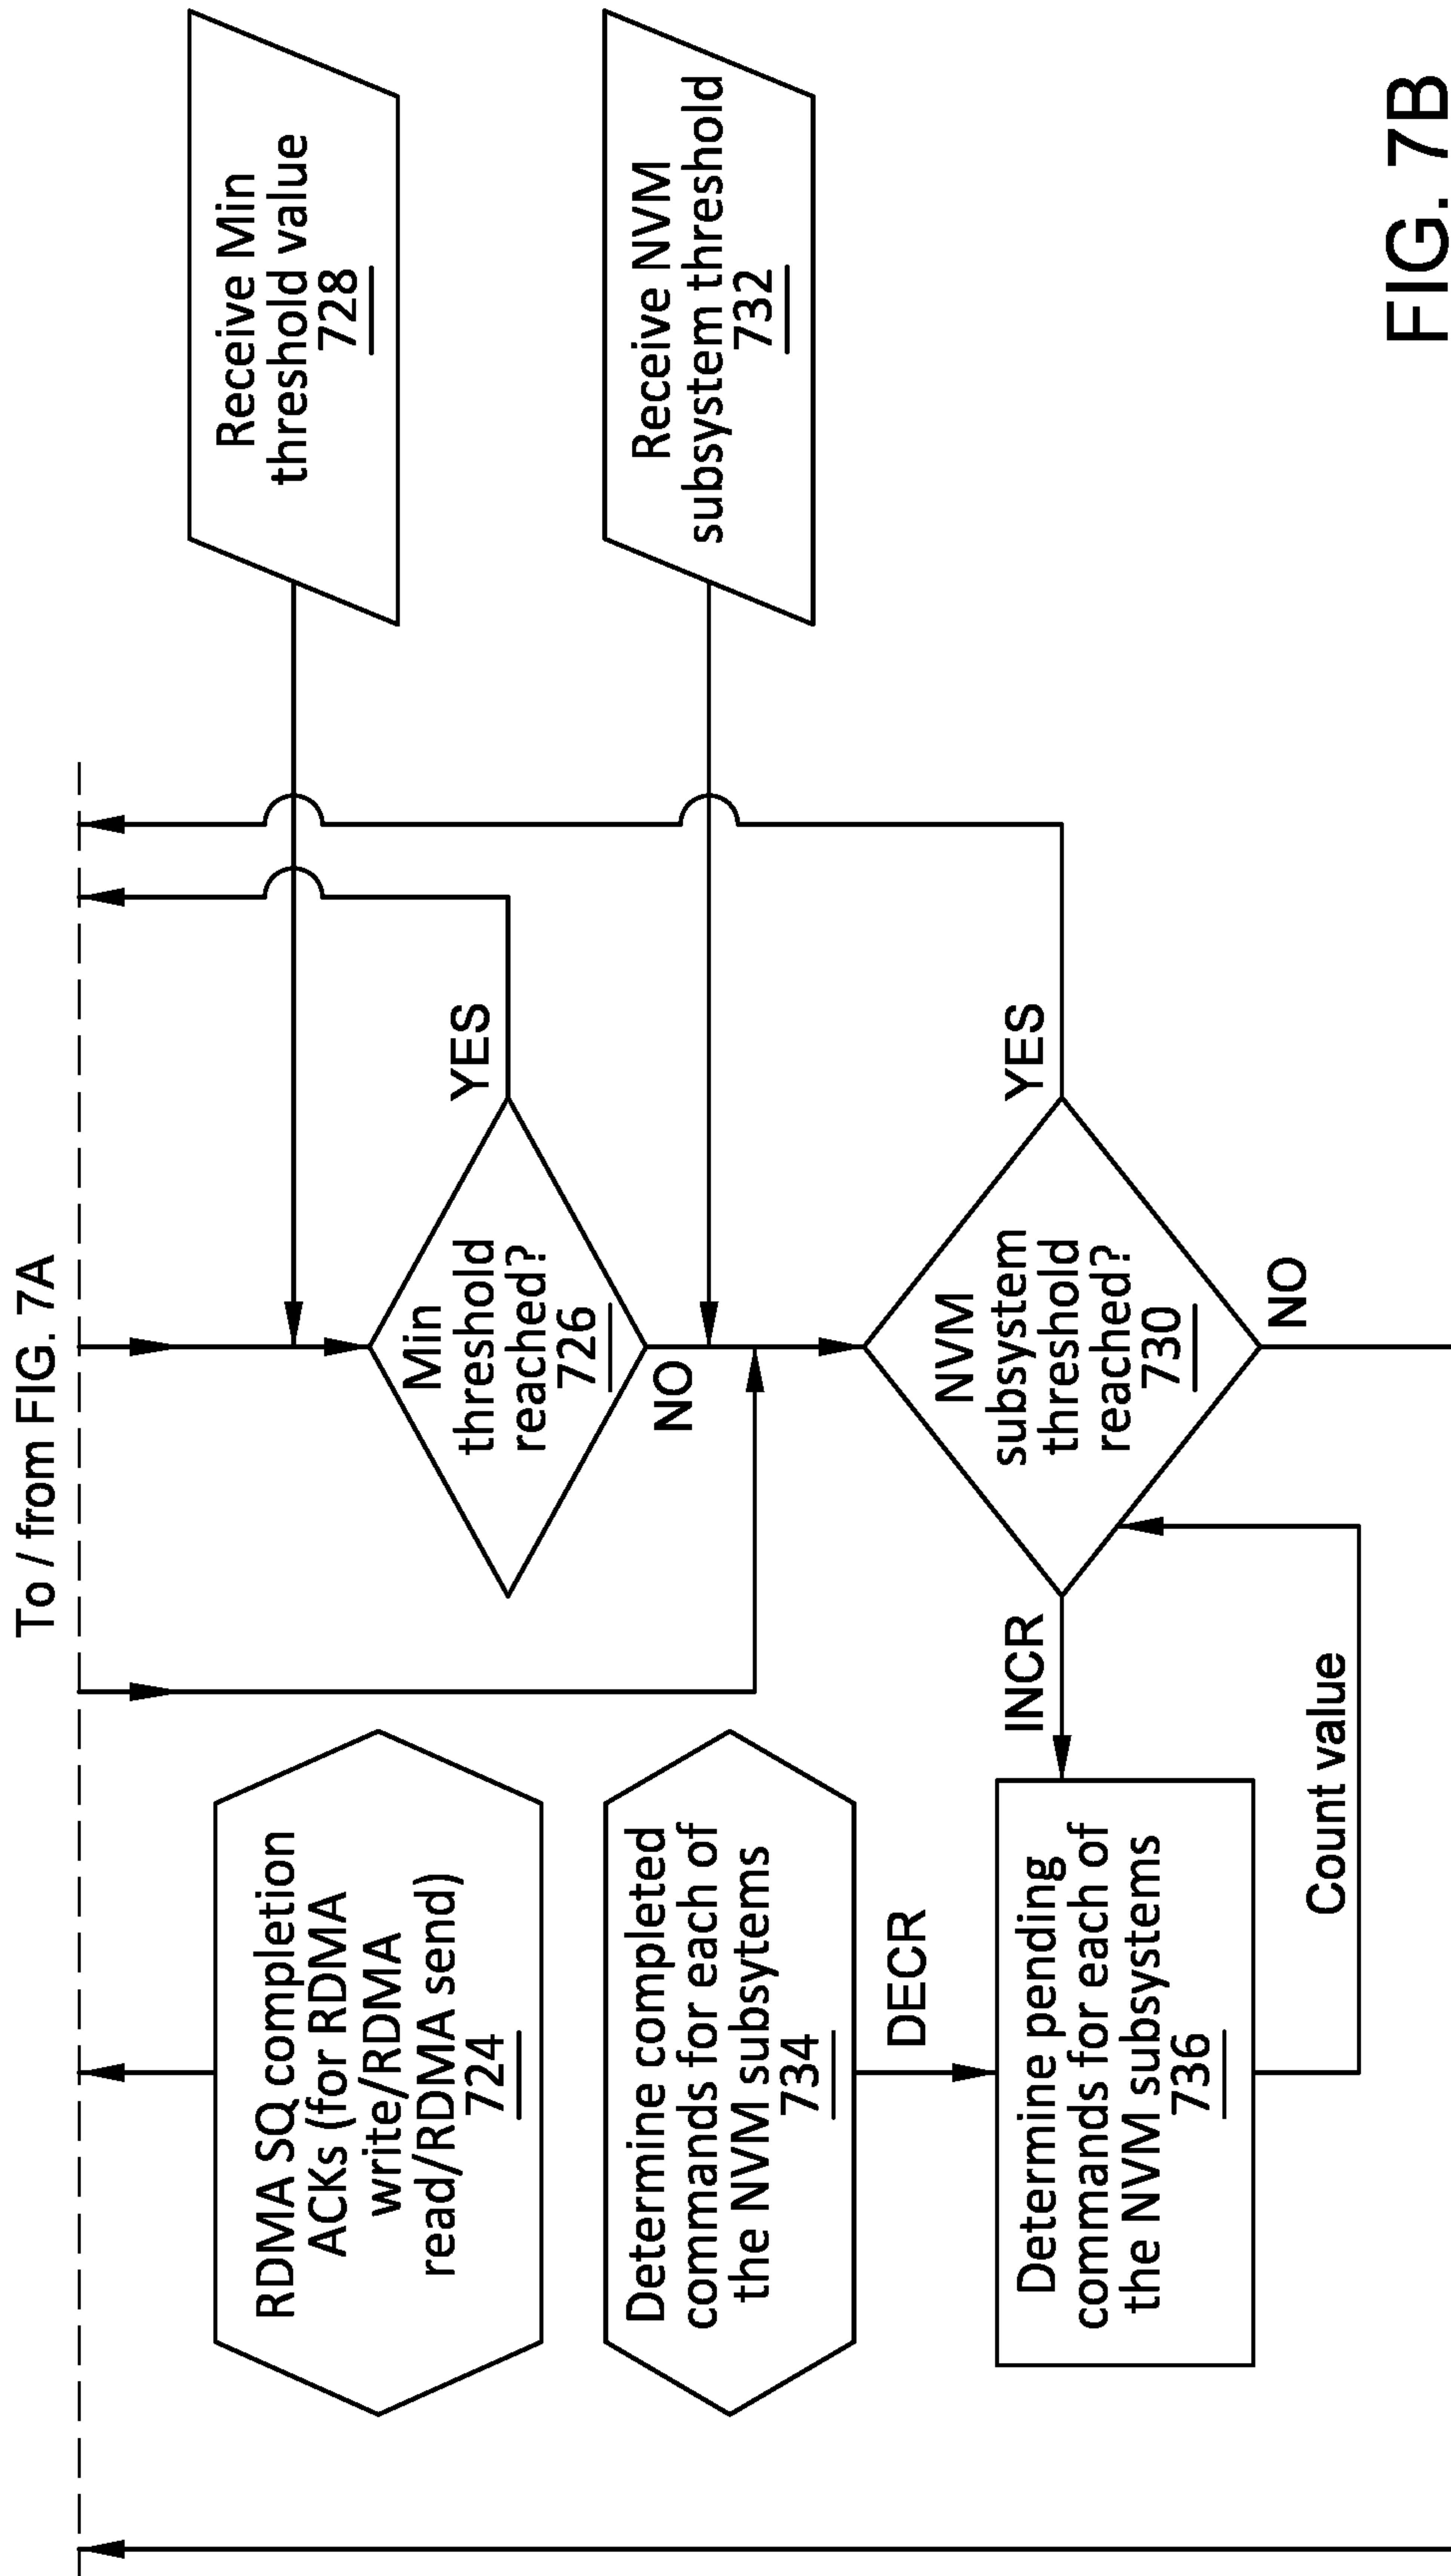 To / from FIG. 7A
RDMA SQ completion
ACKs (for RDMA
write/RDMA
read/RDMA send)
724
Min
threshold
reached?
726
YES
NO
Receive Min
threshold value
728
Determine completed
commands for each of
the NVM subsytems
734
DECR
Receive NVM
subsystem threshold
732
Determine pending
commands for each of
the NVM subsystems
736
INCR
Count value
NVM
subsystem
threshold
reached?
730
YES
NO
FIG. 7B